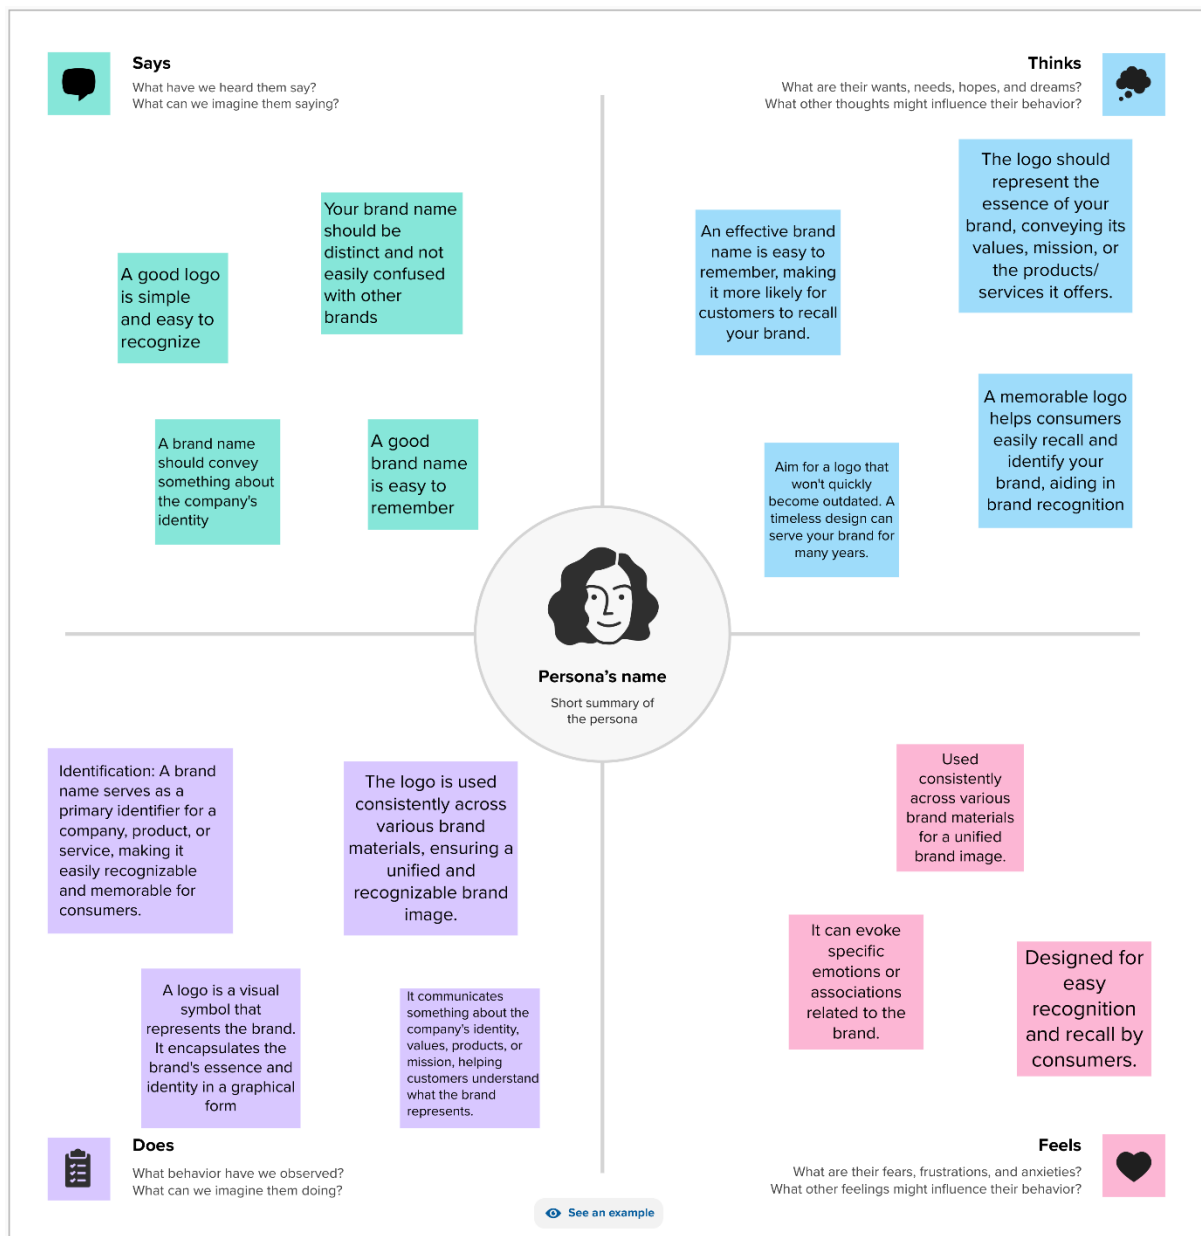 Says
What have we heard them say?
What can we imagine them saying?
Thinks
What are their wants, needs, hopes, and dreams?
What other thoughts might influence their behavior?
A good logo
is simple
and easy to
recognize
Your brand name
should be
distinct and not
easily confused
with other
brands
A brand name
should convey
something about
the company's
identity
A good
brand name
is easy to
remember
An effective brand
name is easy to
remember, making
it more likely for
customers to recall
your brand.
The logo should
represent the
essence of your
brand, conveying its
values, mission, or
the products/
services it offers.
Aim for a logo that
won't quickly
become outdated. A
timeless design can
serve your brand for
many years.
A memorable logo
helps consumers
easily recall and
identify your
brand, aiding in
brand recognition
Persona's name
Short summary of
the persona
Identification: A brand
name serves as a
primary identifier for a
company, product, or
service, making it
easily recognizable
and memorable for
consumers.
The logo is used
consistently across
various brand
materials, ensuring a
unified and
recognizable brand
image.
A logo is a visual
symbol that
represents the brand.
It encapsulates the
brand's essence and
identity in a graphical
form
It communicates
something about the
company's identity,
values, products, or
mission, helping
customers understand
what the brand
represents.
Used
consistently
across various
brand materials
for a unified
brand image.
It can evoke
specific
emotions or
associations
related to the
brand.
Designed for
easy
recognition
and recall by
consumers.
Does
What behavior have we observed?
What can we imagine them doing?
Feels
What are their fears, frustrations, and anxieties?
What other feelings might influence their behavior?
See an example